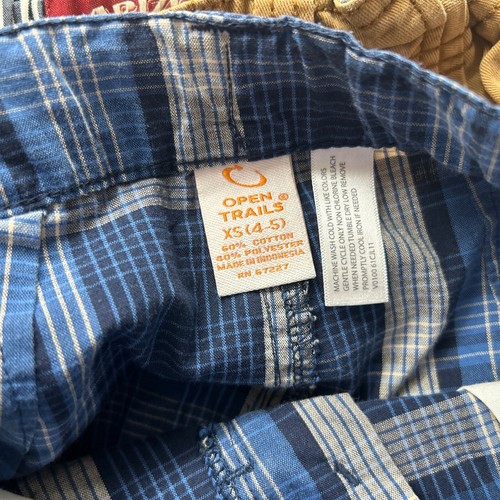 OPEN
TRAILS®
XS (4-5)
60% COTTON
40% POLYESTER
MADE IN INDONESIA
RN 67227
MACHINE WASH COLD WITH LIKE COLORS
GENTLE CYCLE ONLY NON CHLORINE BLEACH
WHEN NEEDED TUMBLE DRY LOW REMOVE
PROMPTLY COOL IRON IF NEEDED